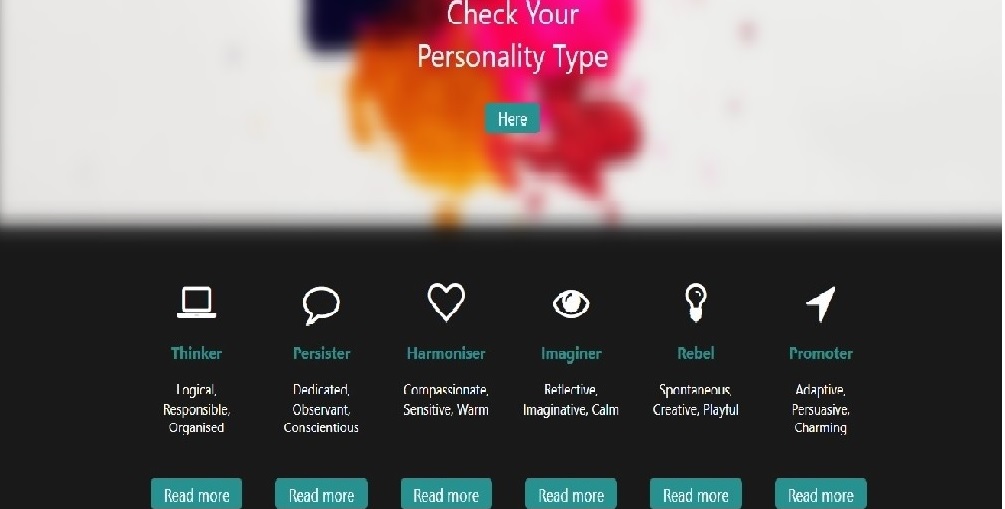 Check Your
Personality Type
Here
Thinker
Logical,
Responsible,
Organised
Read more
Persister
Dedicated,
Observant,
Conscientious
Read more
Harmoniser
Compassionate,
Sensitive, Warm
Read more
Imaginer
Reflective,
Imaginative, Calm
Read more
Rebel
Spontaneous,
Creative, Playful
Read more
Promoter
Adaptive,
Persuasive,
Charming
Read more